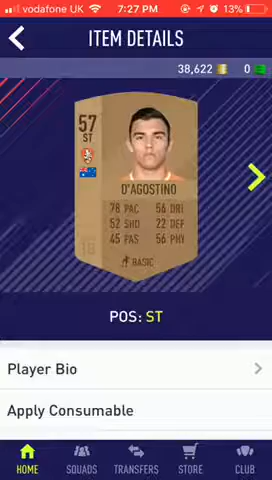 vodafone UK 7:27 PM 13%
ITEM DETAILS
38,622 0
57
ST
D'AGOSTINO
78 PAC 56 DRI
52 SHO 22 DEF
45 PAS 56 PHY
18
BASIC
POS: ST
Player Bio
Apply Consumable
HOME SQUADS TRANSFERS STORE CLUB